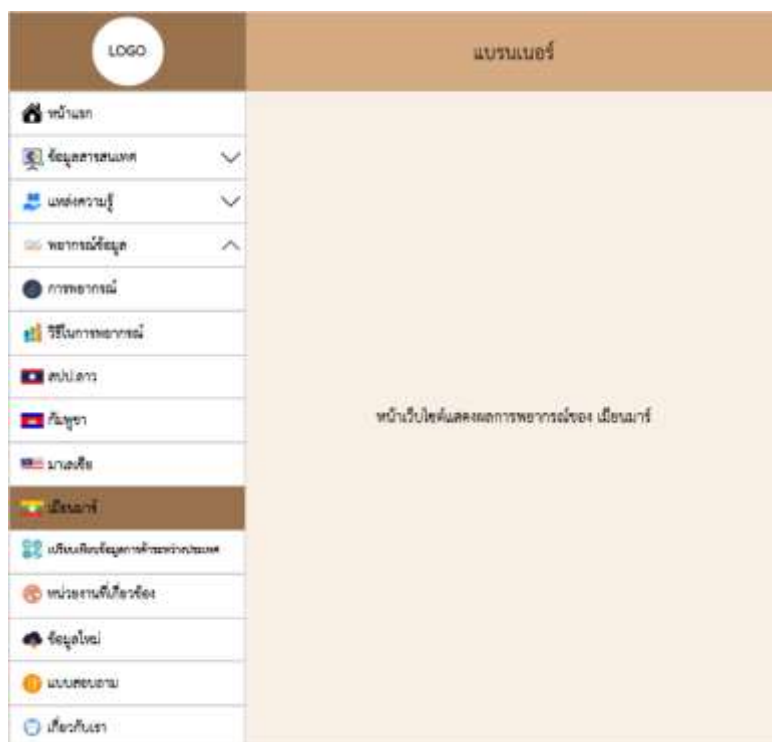 LOGO
แบรนเนอร์
หน้าแรก
ข้อมูลสารสนเทศ
แหล่งความรู้
พยากรณ์ข้อมูล
การพยากรณ์
วิธีในการพยากรณ์
สปป.ลาว
กัมพูชา
มาเลเซีย
เมียนมาร์
เปรียบเทียบข้อมูลการค้าระหว่างประเทศ
หน่วยงานที่เกี่ยวข้อง
ข้อมูลใหม่
แบบสอบถาม
เกี่ยวกับเรา
หน้าเว็บไซต์แสดงผลการพยากรณ์ของ เมียนมาร์